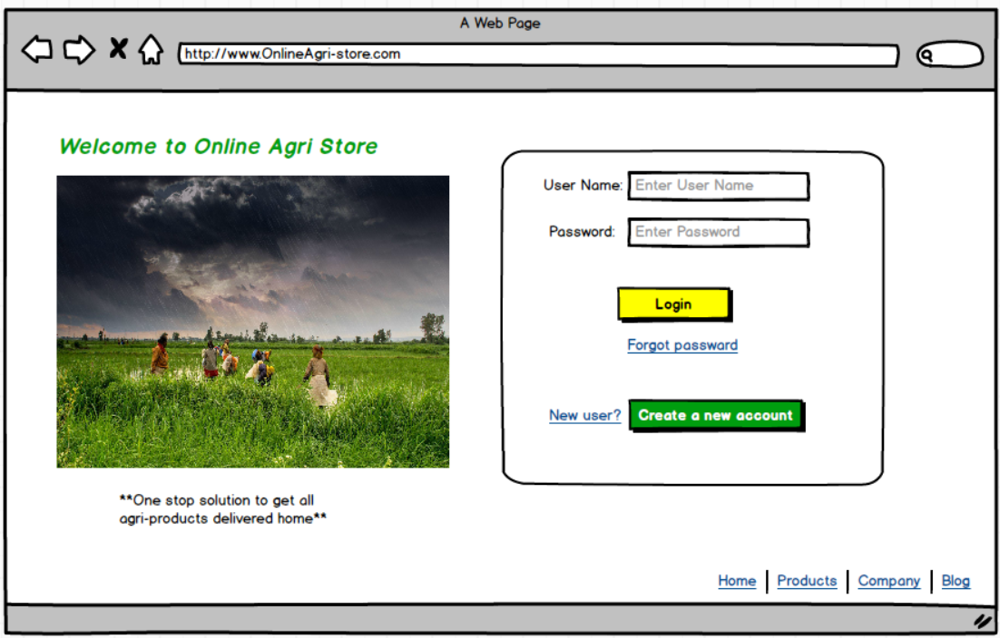 A Web Page
http://www.OnlineAgri-store.com
Welcome to Online Agri Store
User Name: Enter User Name
Password: Enter Password
Login
Forgot password
New user? Create a new account
**One stop solution to get all
agri-products delivered home**
Home Products Company Blog